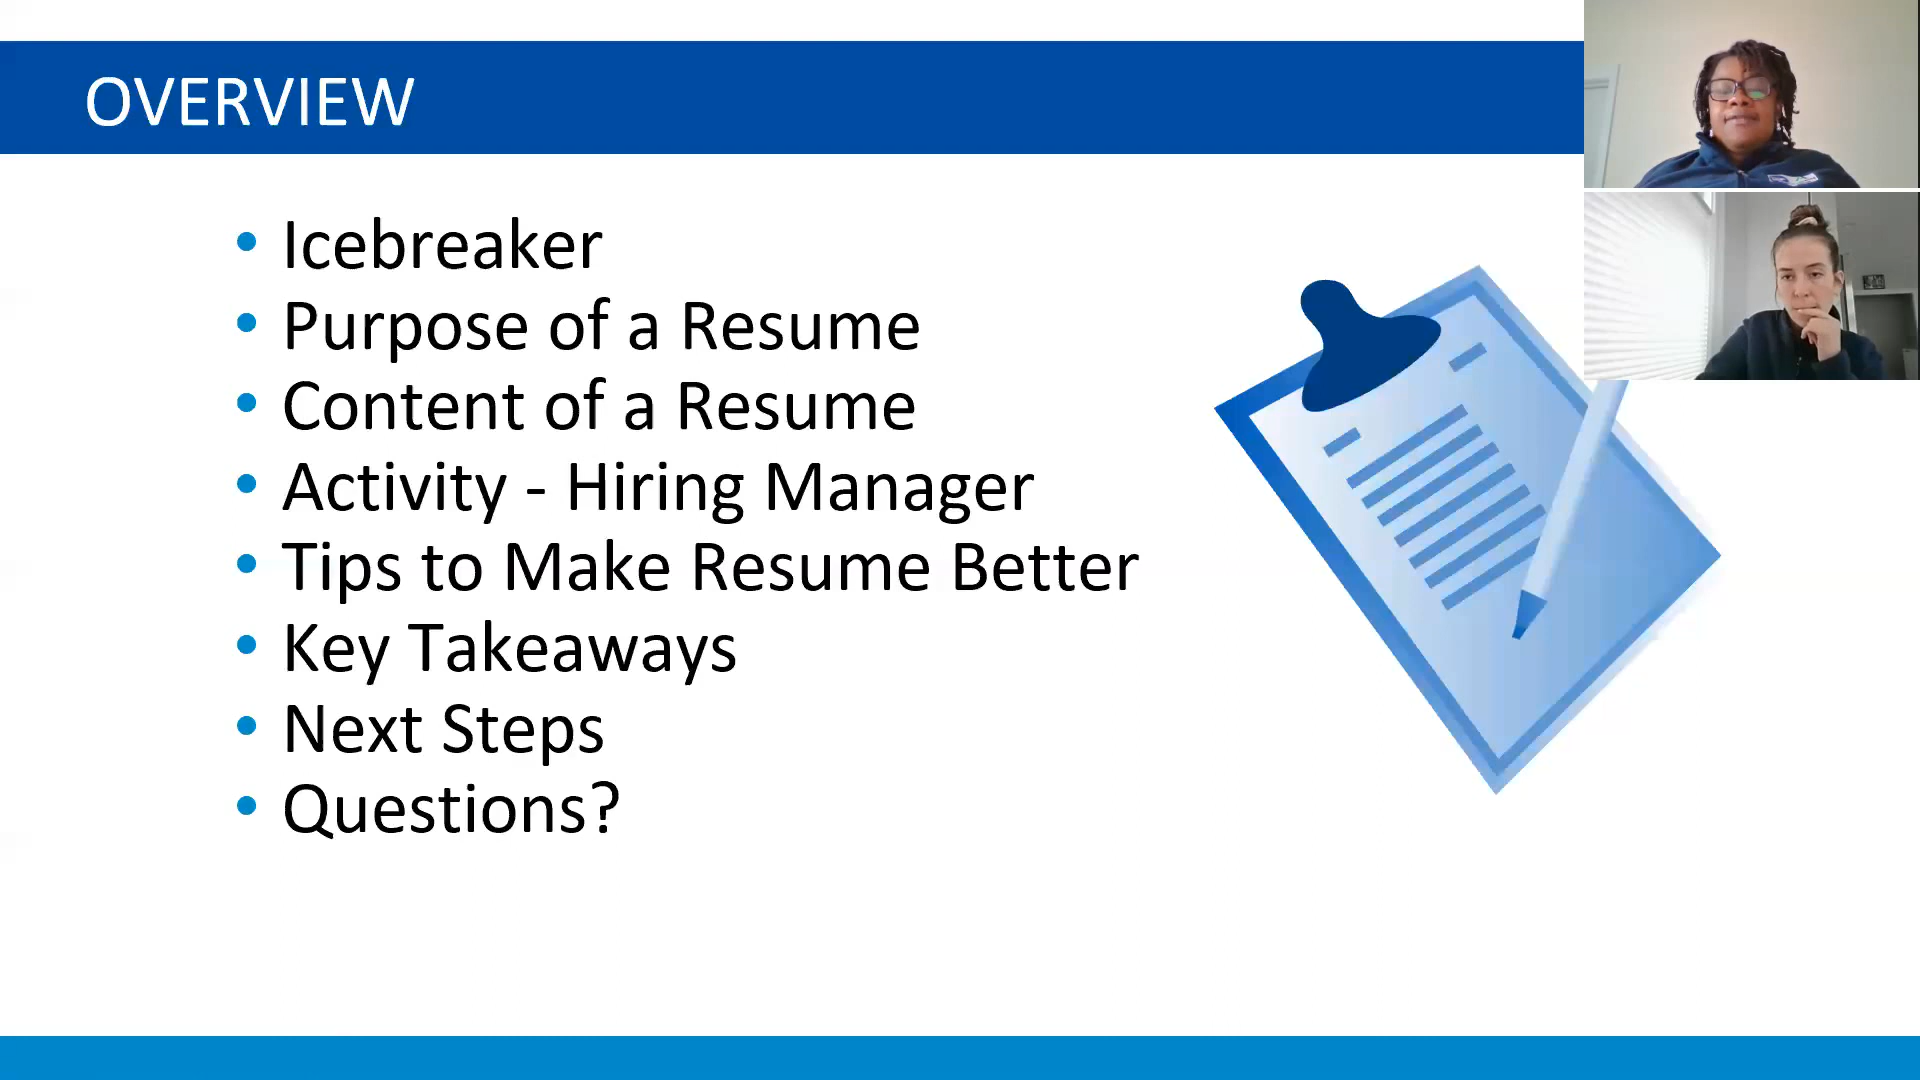 OVERVIEW
Icebreaker
Purpose of a Resume
Content of a Resume
Activity - Hiring Manager
Tips to Make Resume Better
Key Takeaways
Next Steps
Questions?